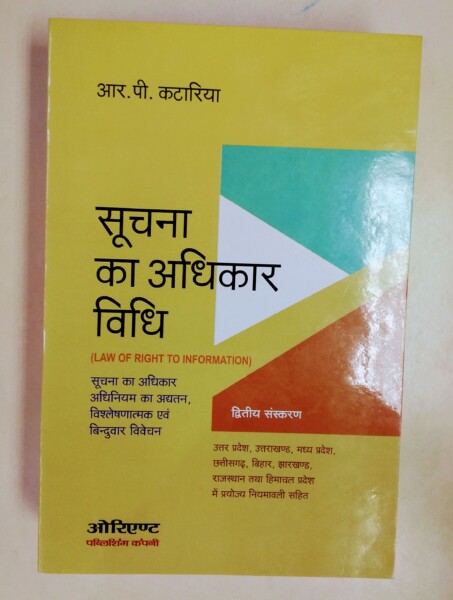 आर. पी. कटारिया
सूचना
का अधिकार
विधि
(LAW OF RIGHT TO INFORMATION)
सूचना का अधिकार
अधिनियम का अद्यतन,
विश्लेषणात्मक एवं
बिन्दुवार विवेचन
द्वितीय संस्करण
उत्तर प्रदेश, उत्तराखण्ड, मध्य प्रदेश,
छत्तीसगढ़, बिहार, झारखण्ड,
राजस्थान तथा हिमाचल प्रदेश
में प्रयोज्य नियमावली सहित
ओरिएण्ट
पब्लिशिंग कंपनी